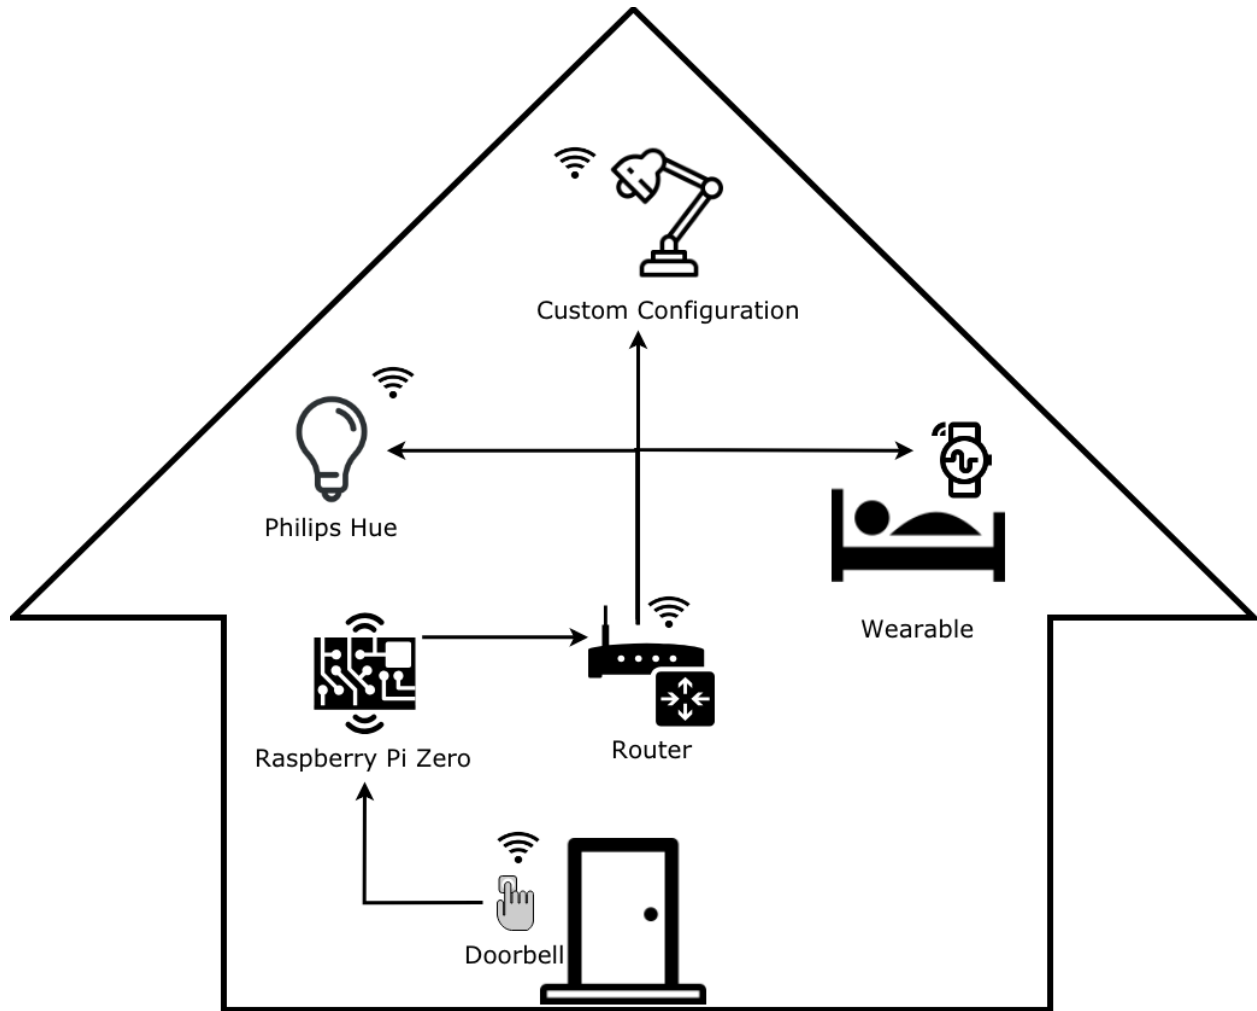 Custom Configuration
Philips Hue
Wearable
Raspberry Pi Zero
Router
Doorbell